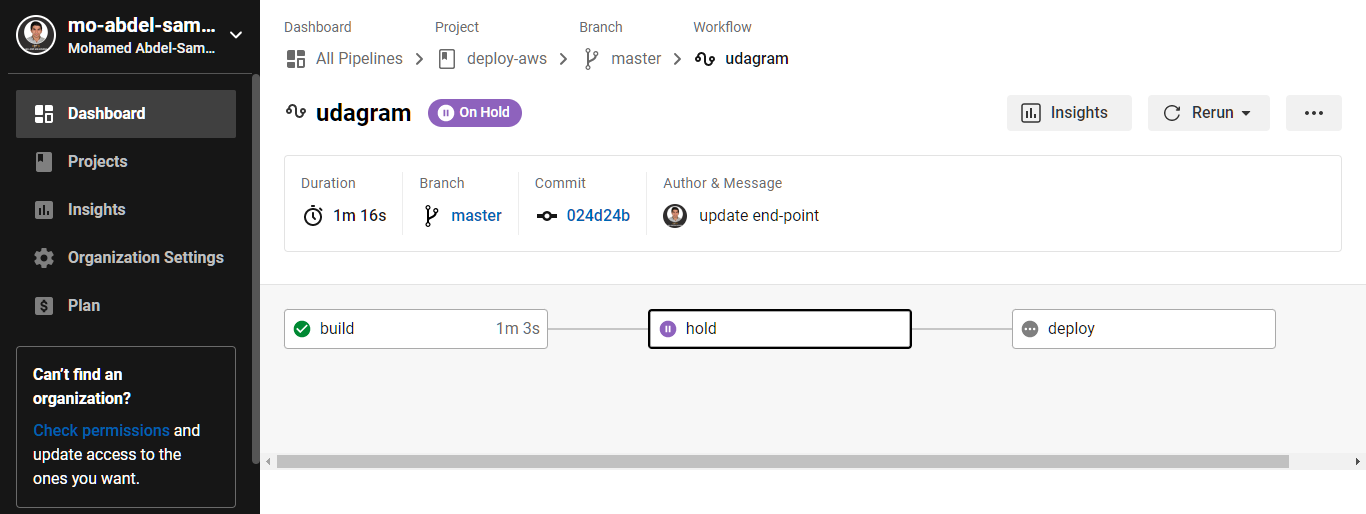 mo-abdel-sam...
Mohamed Abdel-Sam...
Dashboard
Projects
Insights
Organization Settings
Plan
Can't find an
organization?
Check permissions and
update access to the
ones you want.
Dashboard Project Branch Workflow
All Pipelines deploy-aws master udagram
udagram On Hold Insights Rerun
Duration Branch Commit Author & Message
1m 16s master 024d24b update end-point
build 1m 3s hold deploy